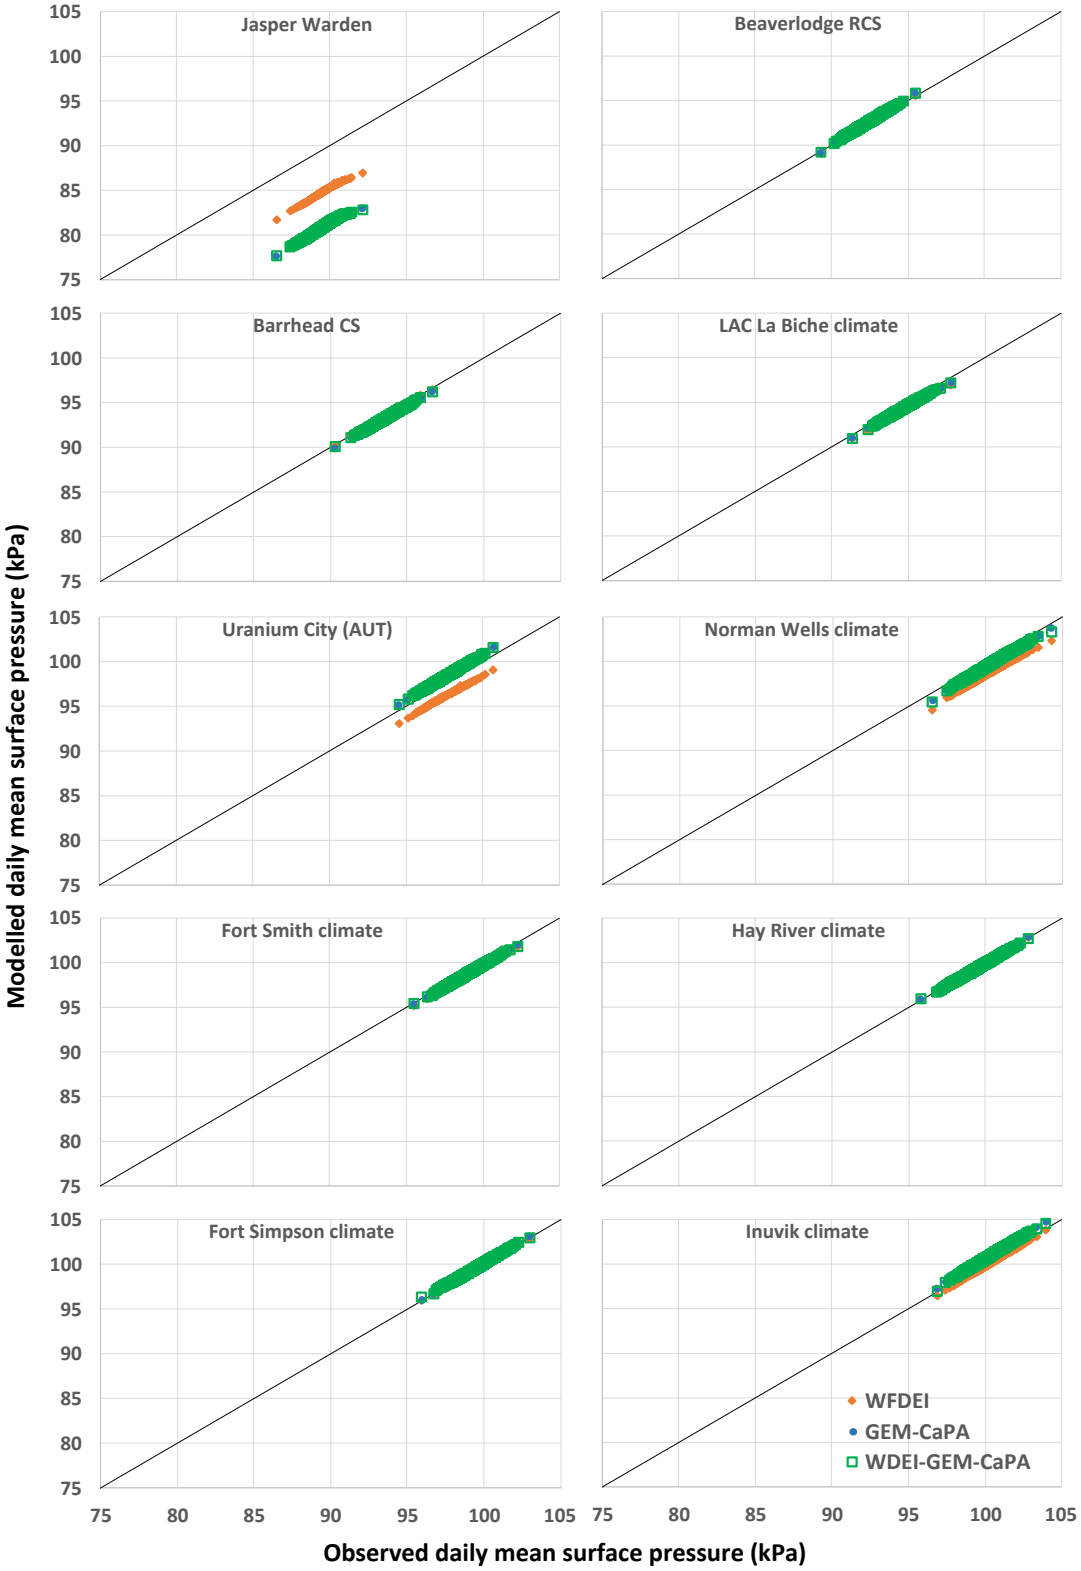 Jasper Warden
Beaverlodge RCS
105
100
95
90
85
80
75
Barrhead CS
LAC La Biche climate
105
100
95
90
85
80
75
Modelled daily mean surface pressure (kPa)
Uranium City (AUT)
Norman Wells climate
105
100
95
90
85
80
75
Fort Smith climate
Hay River climate
105
100
95
90
85
80
75
Fort Simpson climate
Inuvik climate
105
100
95
90
85
80
75
WFDEI
GEM-CaPA
WDEI-GEM-CaPA
75 80 85 90 95 100 105
75 80 85 90 95 100 105
Observed daily mean surface pressure (kPa)